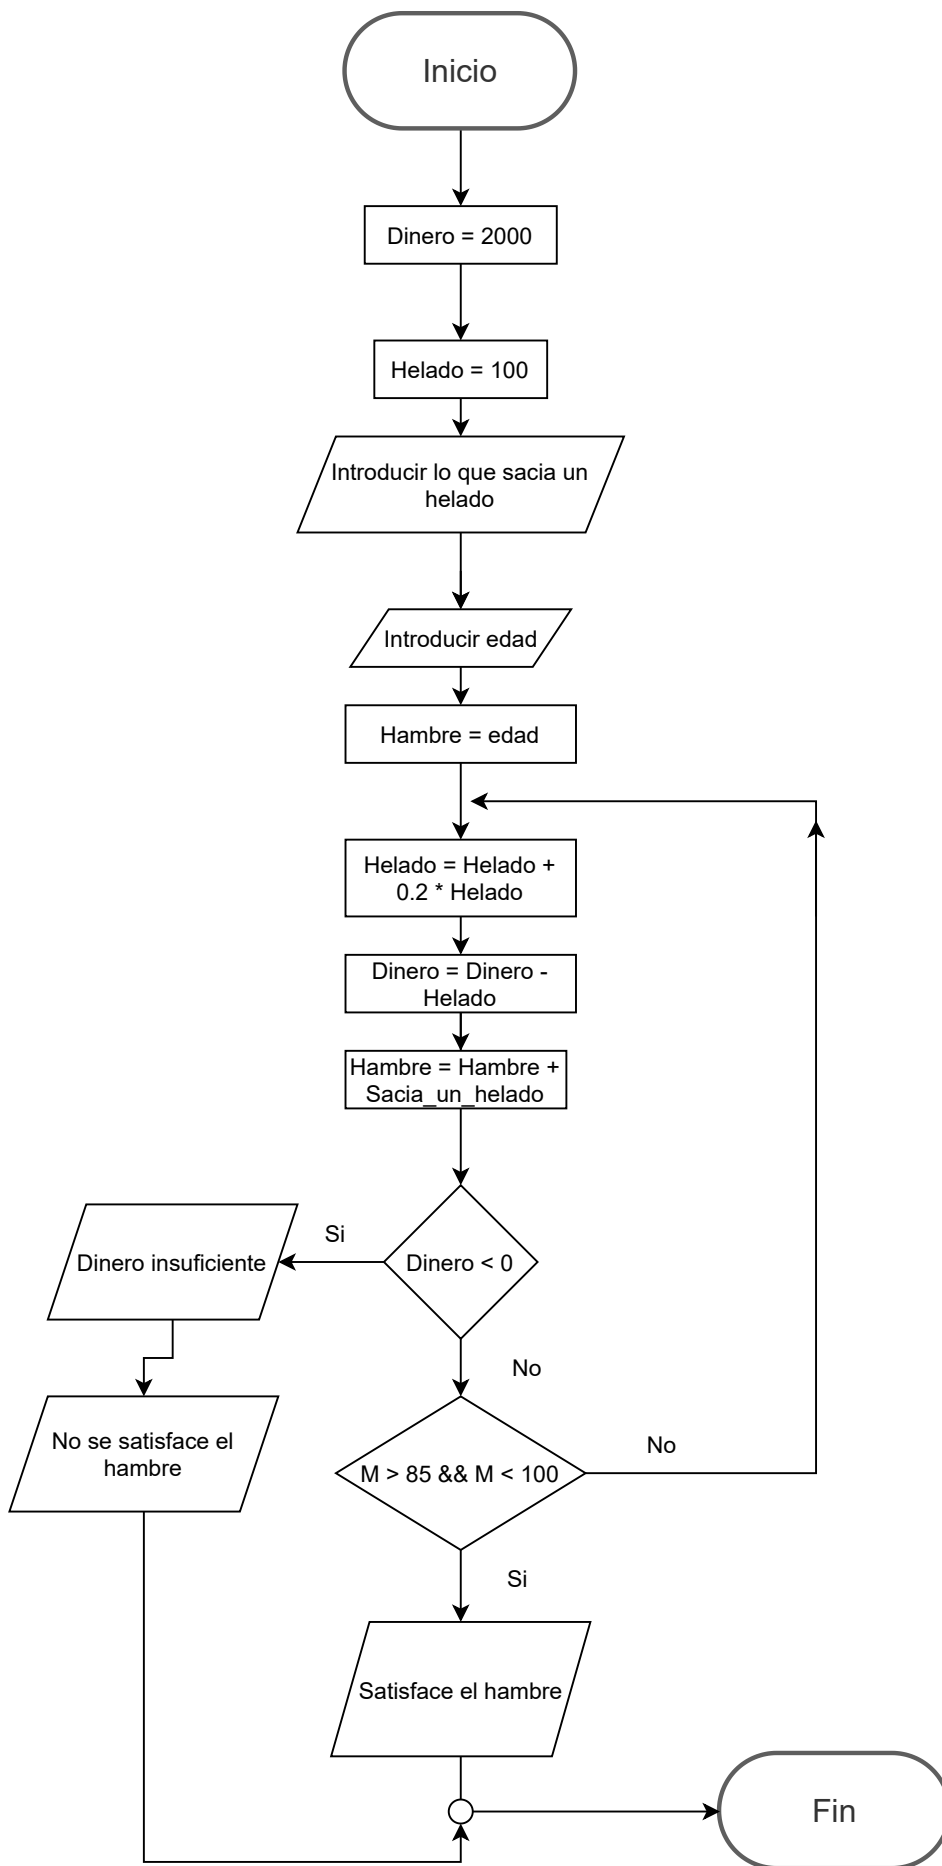 Inicio
Dinero = 2000
Helado = 100
Introducir lo que sacia un
helado
Introducir edad
Hambre = edad
Helado = Helado +
0.2 * Helado
Dinero = Dinero -
Helado
Hambre = Hambre +
Sacia_un_helado
Si
Dinero insuficiente
Dinero < 0
No
No se satisface el
hambre
No
M > 85 && M < 100
Si
Satisface el hambre
Fin